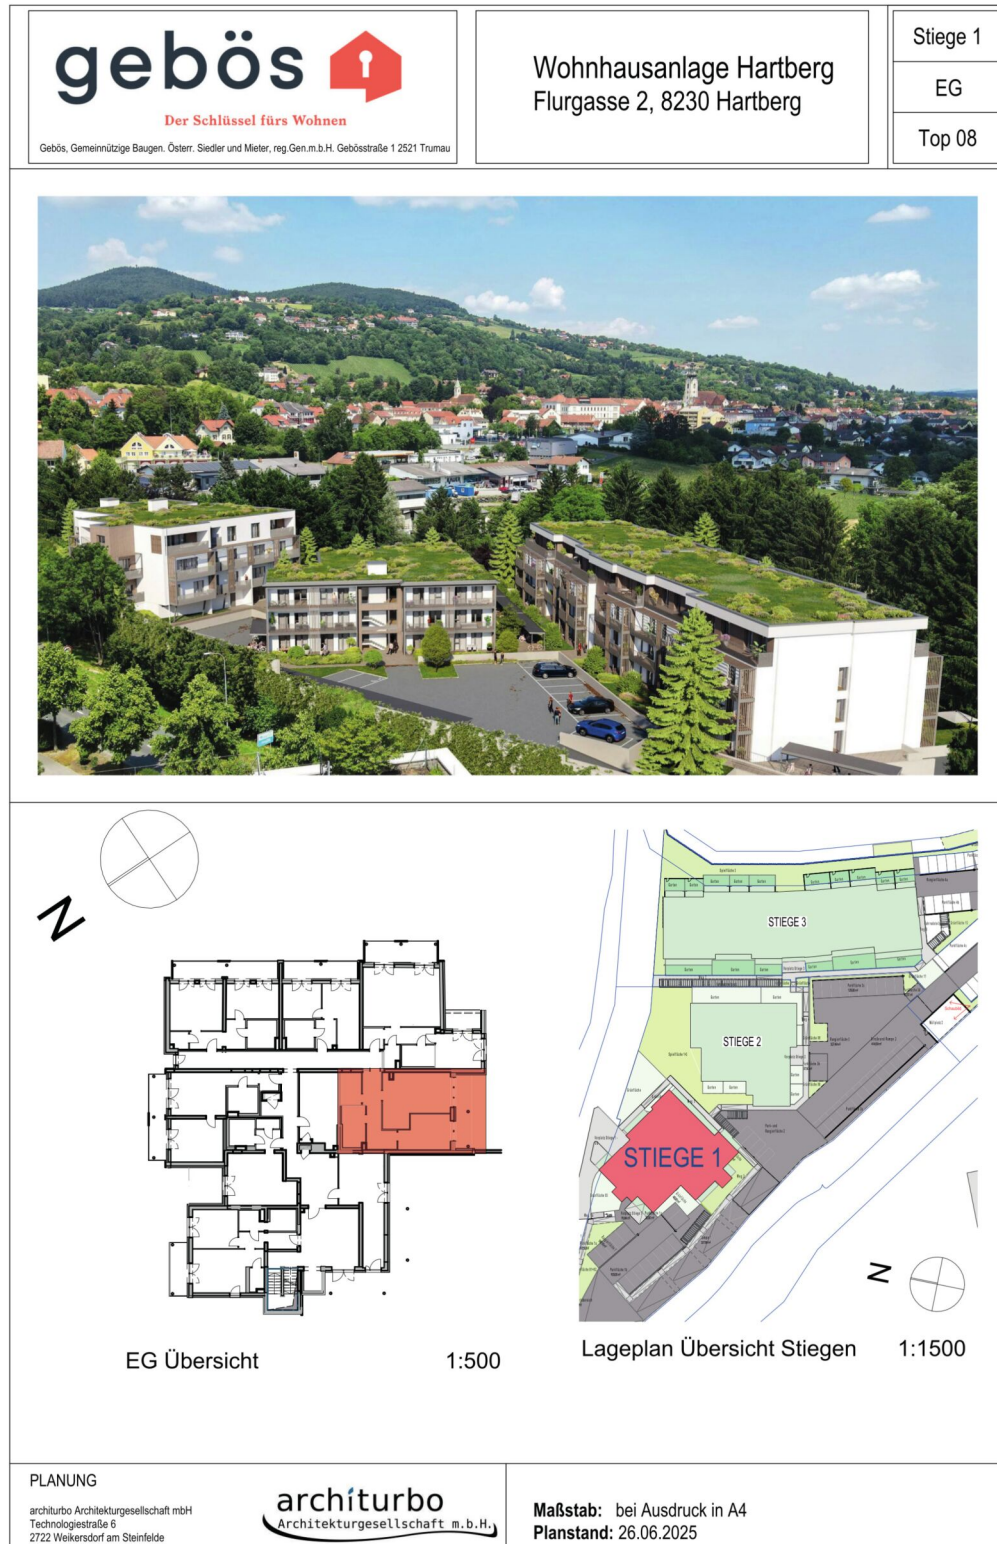 gebös
Der Schlüssel fürs Wohnen
Gebös, Gemeinnützige Baugen. Österr. Siedler und Mieter, reg.Gen.m.b.H. Gebösstraße 1 2521 Trumau
Wohnhausanlage Hartberg
Flurgasse 2, 8230 Hartberg
Stiege 1
EG
Top 08
N
STIEGE 3
STIEGE 2
STIEGE 1
N
EG Übersicht 1:500
Lageplan Übersicht Stiegen 1:1500
PLANUNG
architurbo Architekturgesellschaft mbH
Technologiestraße 6
2722 Weikersdorf am Steinfelde
architurbo
Architekturgesellschaft m.b.H.
Maßstab: bei Ausdruck in A4
Planstand: 26.06.2025